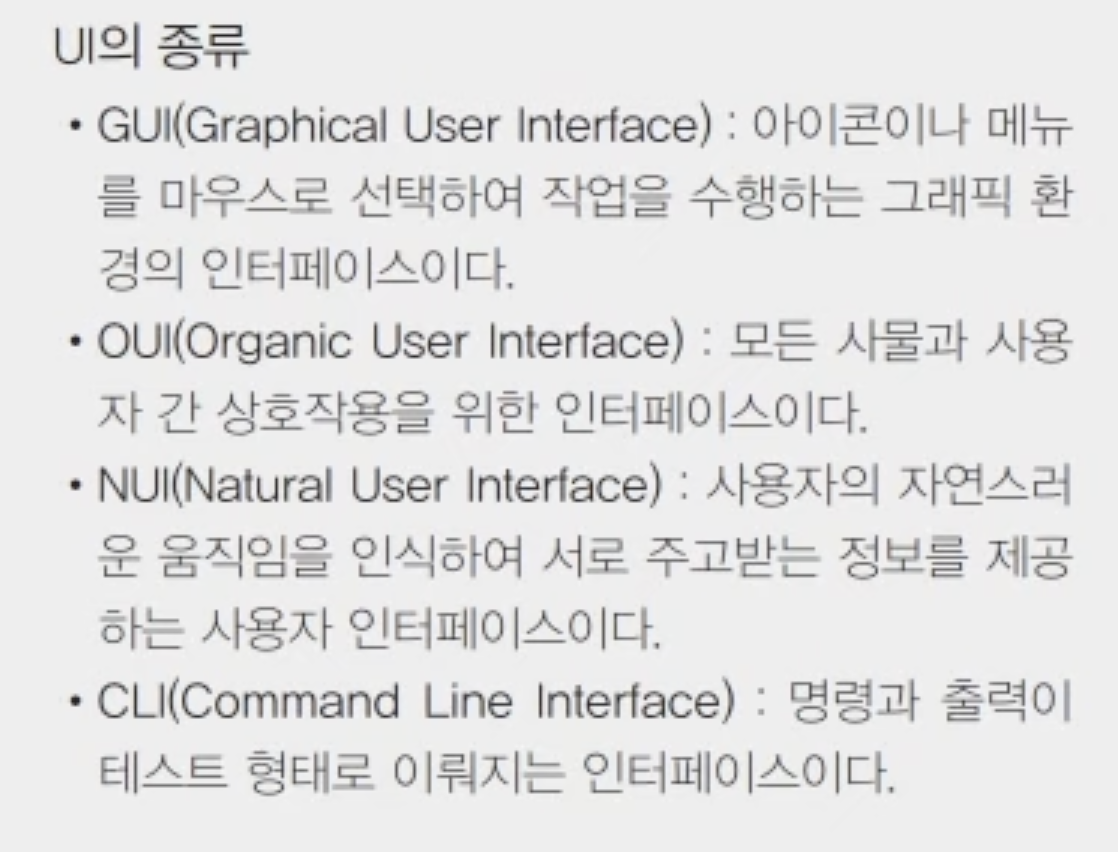 UI의 종류
• GUI(Graphical User Interface) : 아이콘이나 메뉴
를 마우스로 선택하여 작업을 수행하는 그래픽 환
경의 인터페이스이다.
• OUI(Organic User Interface) : 모든 사물과 사용
자 간 상호작용을 위한 인터페이스이다.
• NUI(Natural User Interface) : 사용자의 자연스러
운 움직임을 인식하여 서로 주고받는 정보를 제공
하는 사용자 인터페이스이다.
• CLI(Command Line Interface) : 명령과 출력이
테스트 형태로 이뤄지는 인터페이스이다.